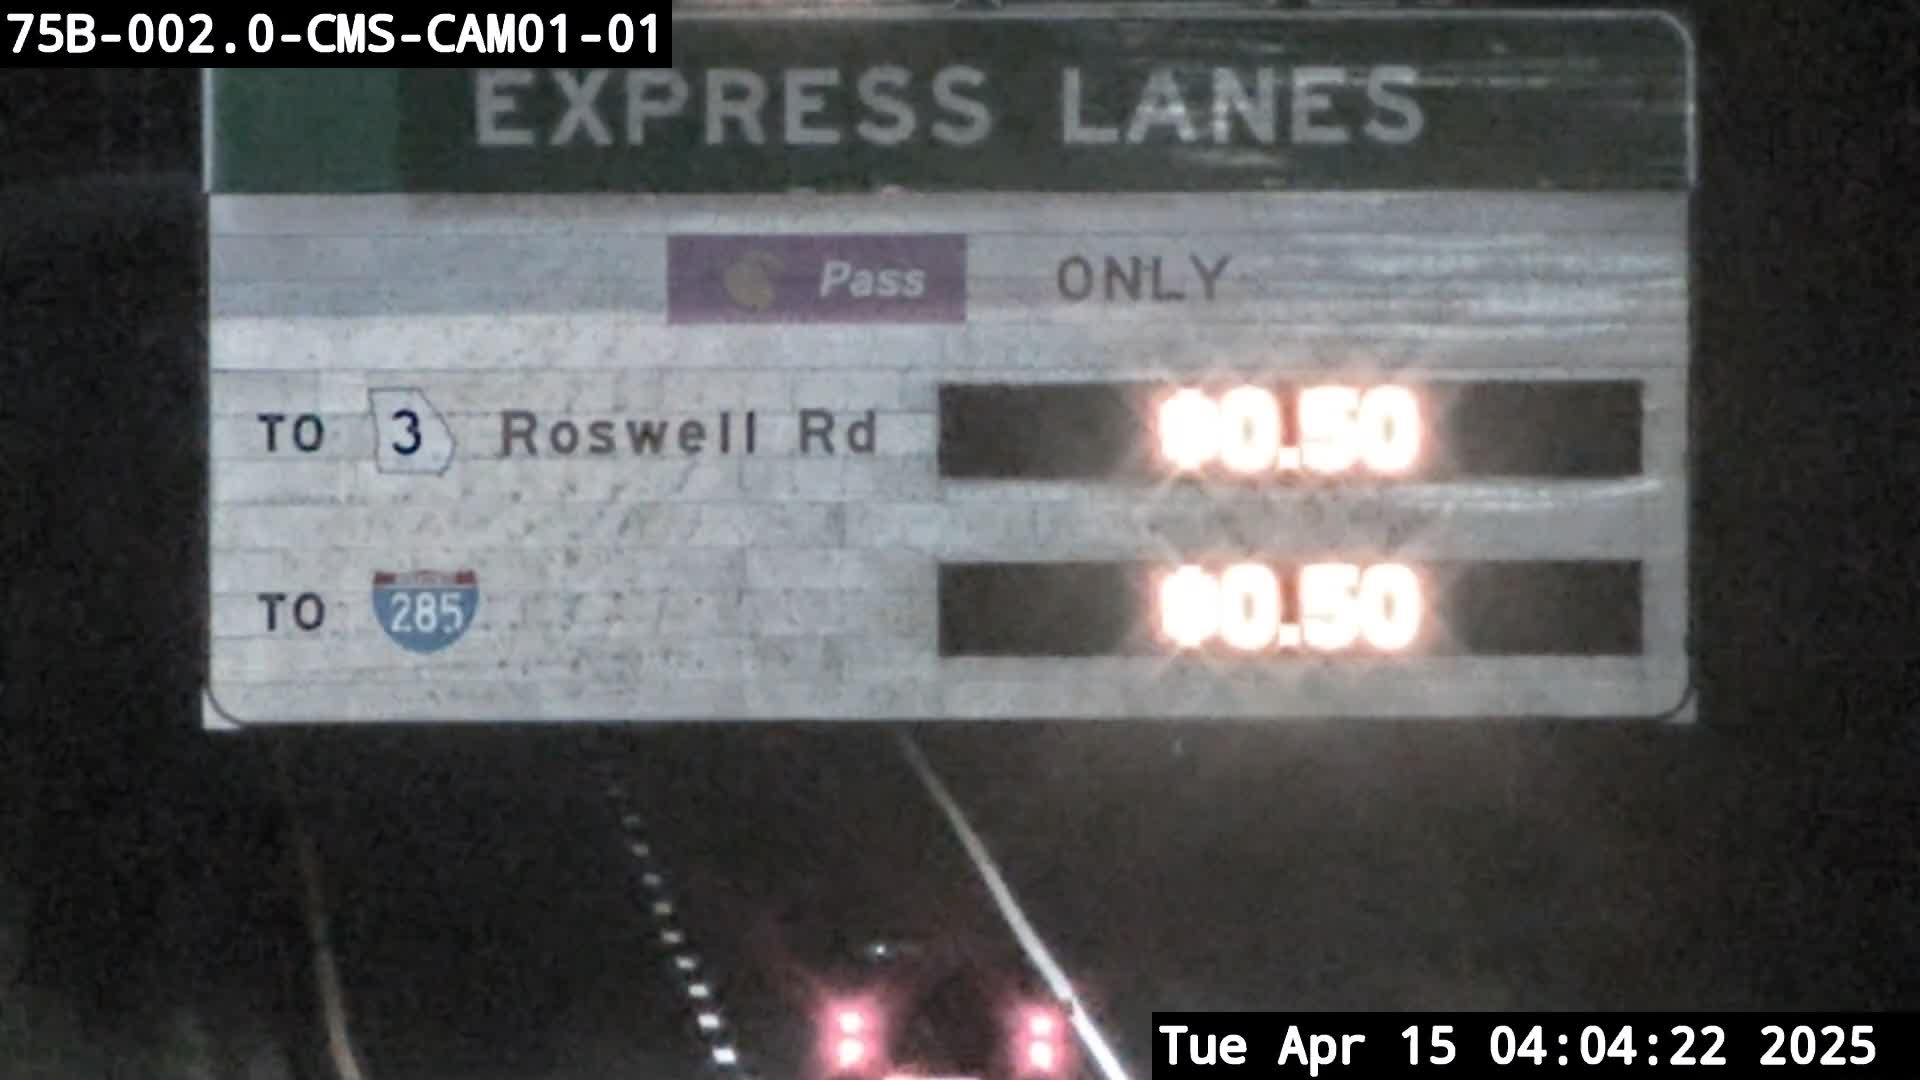 75B-002.0-CMS-CAM01-01
EXPRESS LANES
Pass ONLY
TO 3 Roswell Rd $0.50
TO 285 $0.50
Tue Apr 15 04:04:22 2025